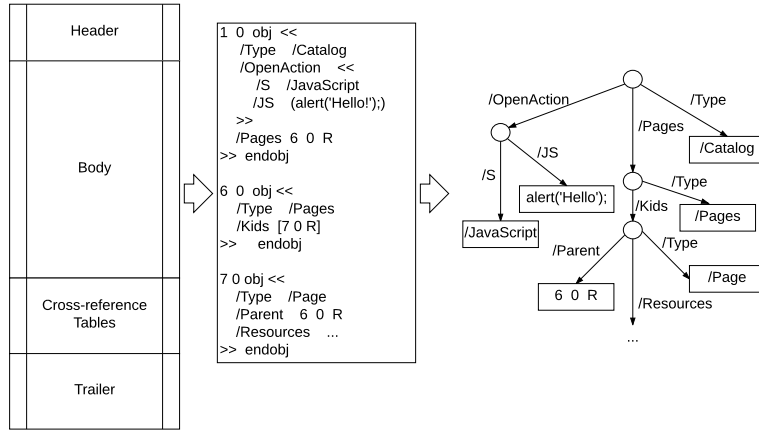 Header
Body
Cross-reference
Tables
Trailer
1 0 obj <<
/Type /Catalog
/OpenAction <<
/S /JavaScript
/JS (alert('Hello!');)
>>
/Pages 6 0 R
>> endobj
6 0 obj <<
/Type /Pages
/Kids [7 0 R]
>> endobj
7 0 obj <<
/Type /Page
/Parent 6 0 R
/Resources ...
>> endobj
/OpenAction
/Type
/Pages
/Catalog
/JS
/S
/Type
alert('Hello');
/Kids
/Pages
/JavaScript
/Parent
/Type
/Page
6 0 R
/Resources
...